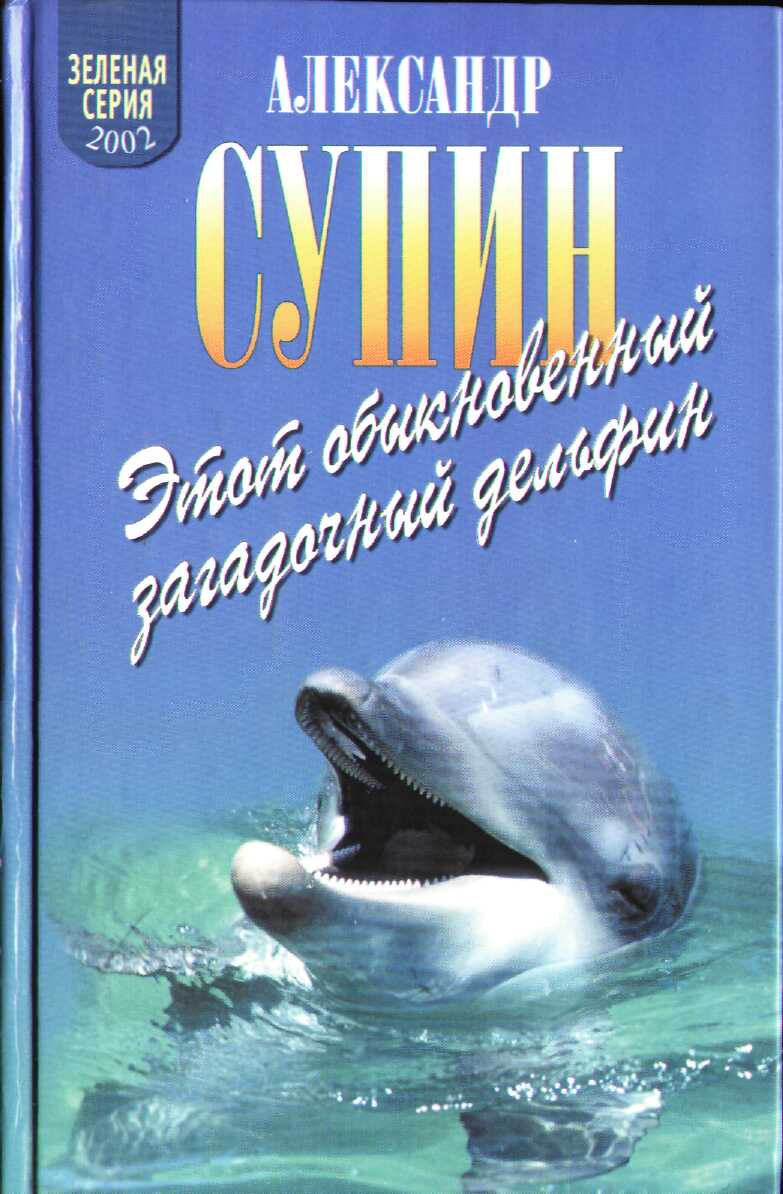 ЗЕЛЕНАЯ
СЕРИЯ
2002
АЛЕКСАНДР
СУПИН
Этот обыкновенный
загадочный дельфин